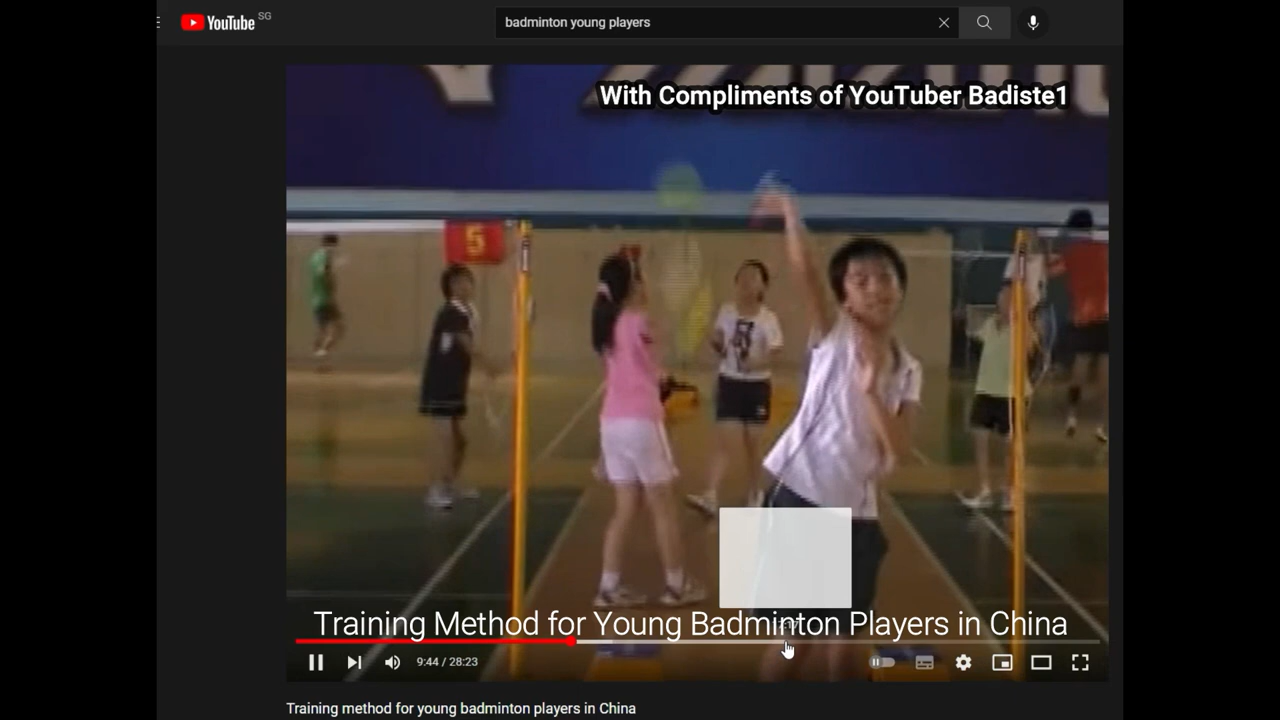 YouTube SG
badminton young players
With Compliments of YouTuber Badiste1
5
Training Method for Young Badminton Players in China
9:44 / 28:23
Training method for young badminton players in China